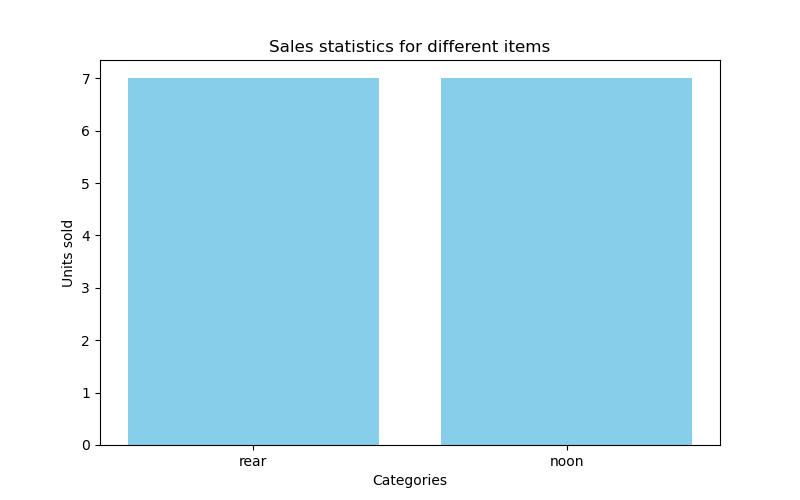 Sales statistics for different items
7
6
5
4
3
2
1
0
Units sold
rear noon
Categories